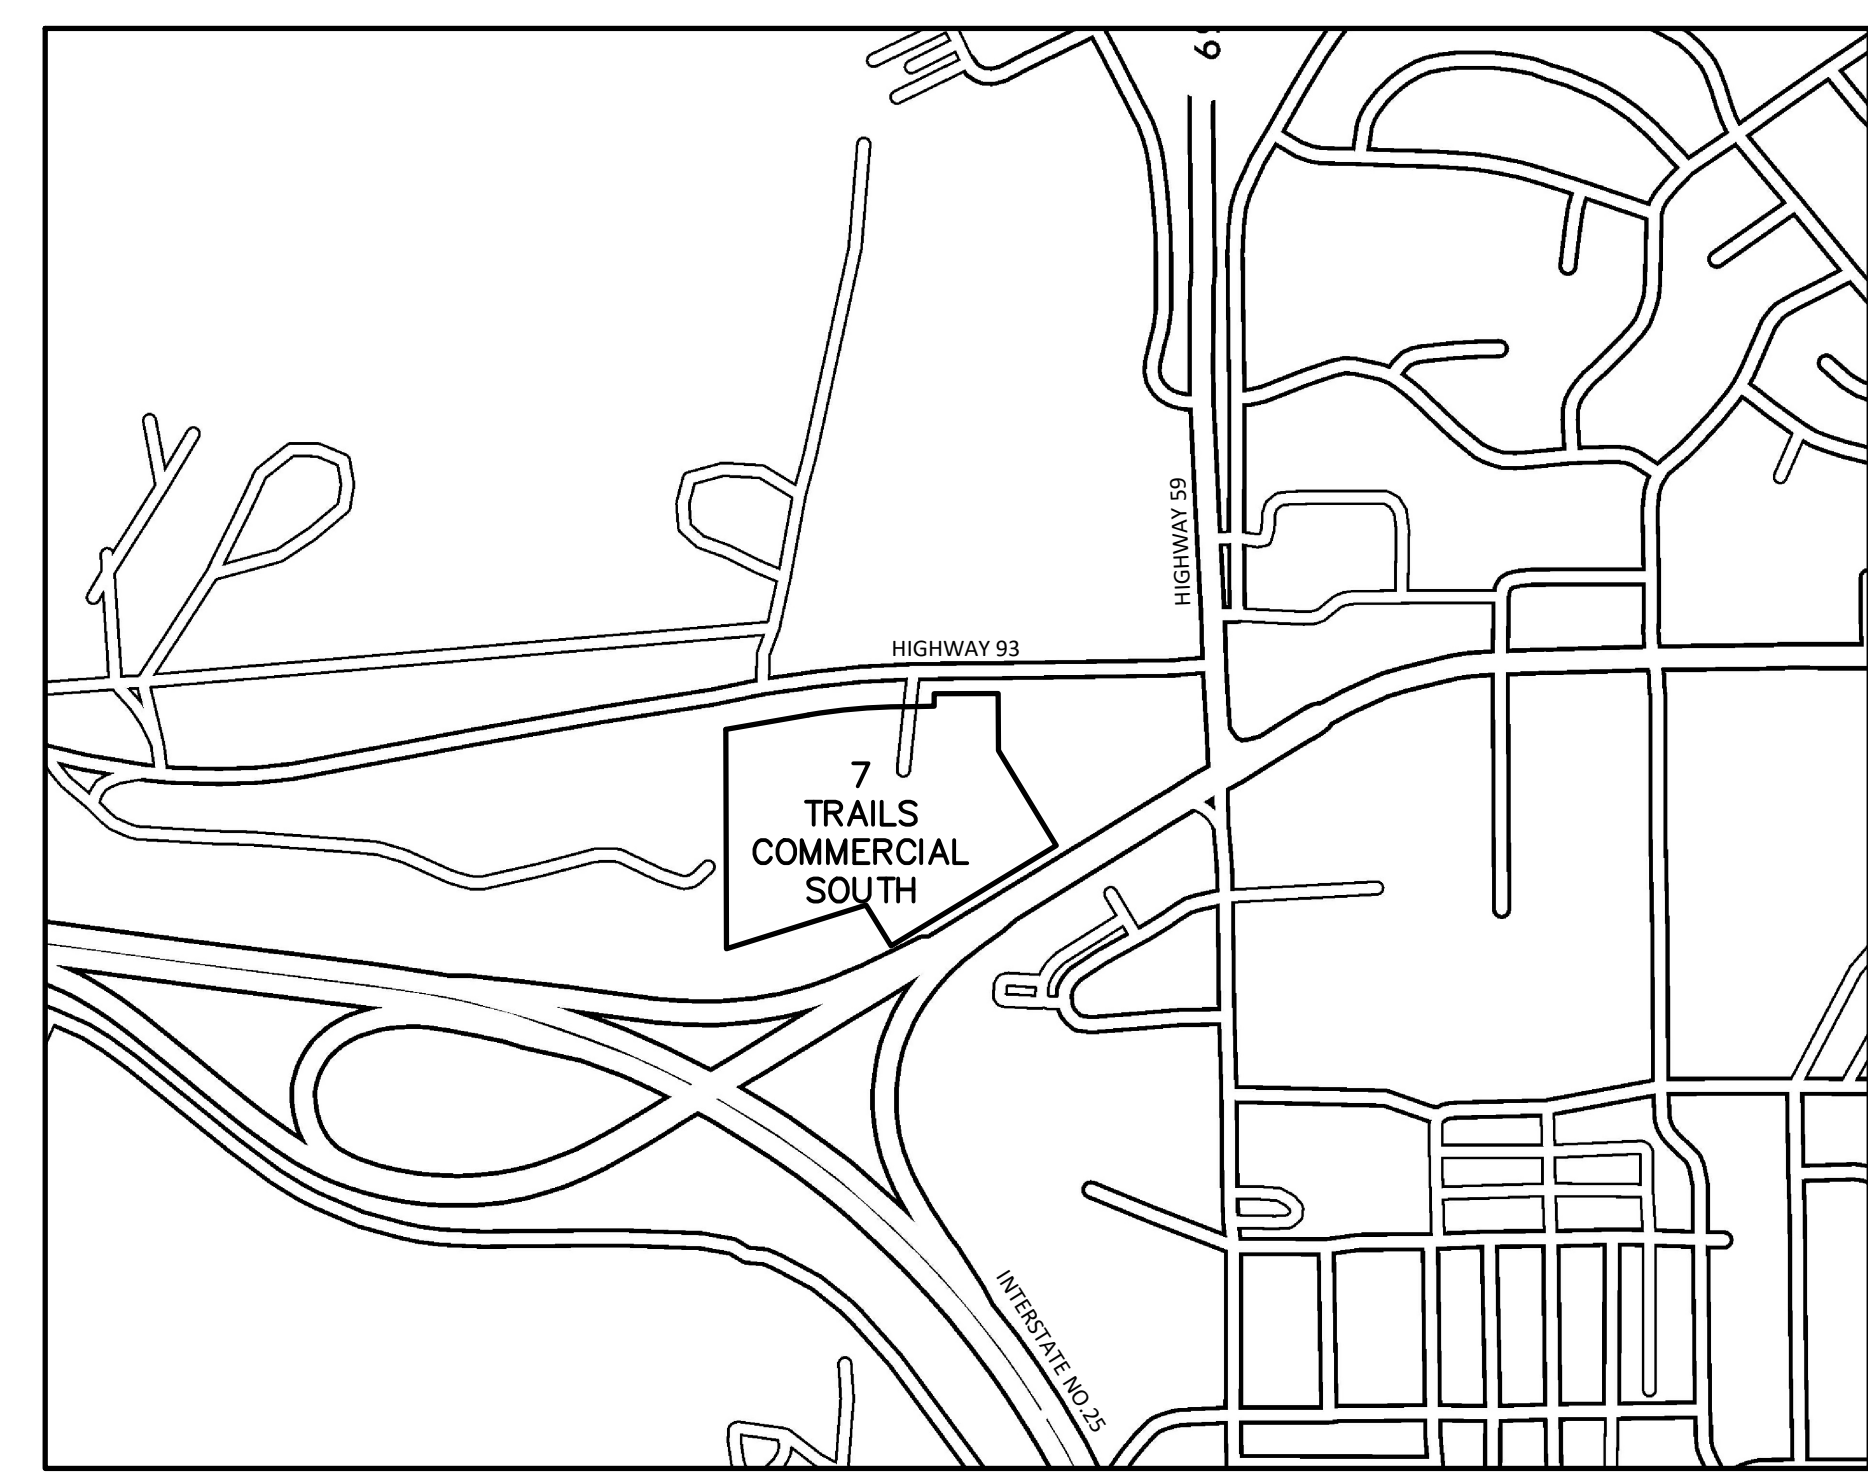 HIGHWAY 59
HIGHWAY 93
7
TRAILS
COMMERCIAL
SOUTH
INTERSTATE NO.25